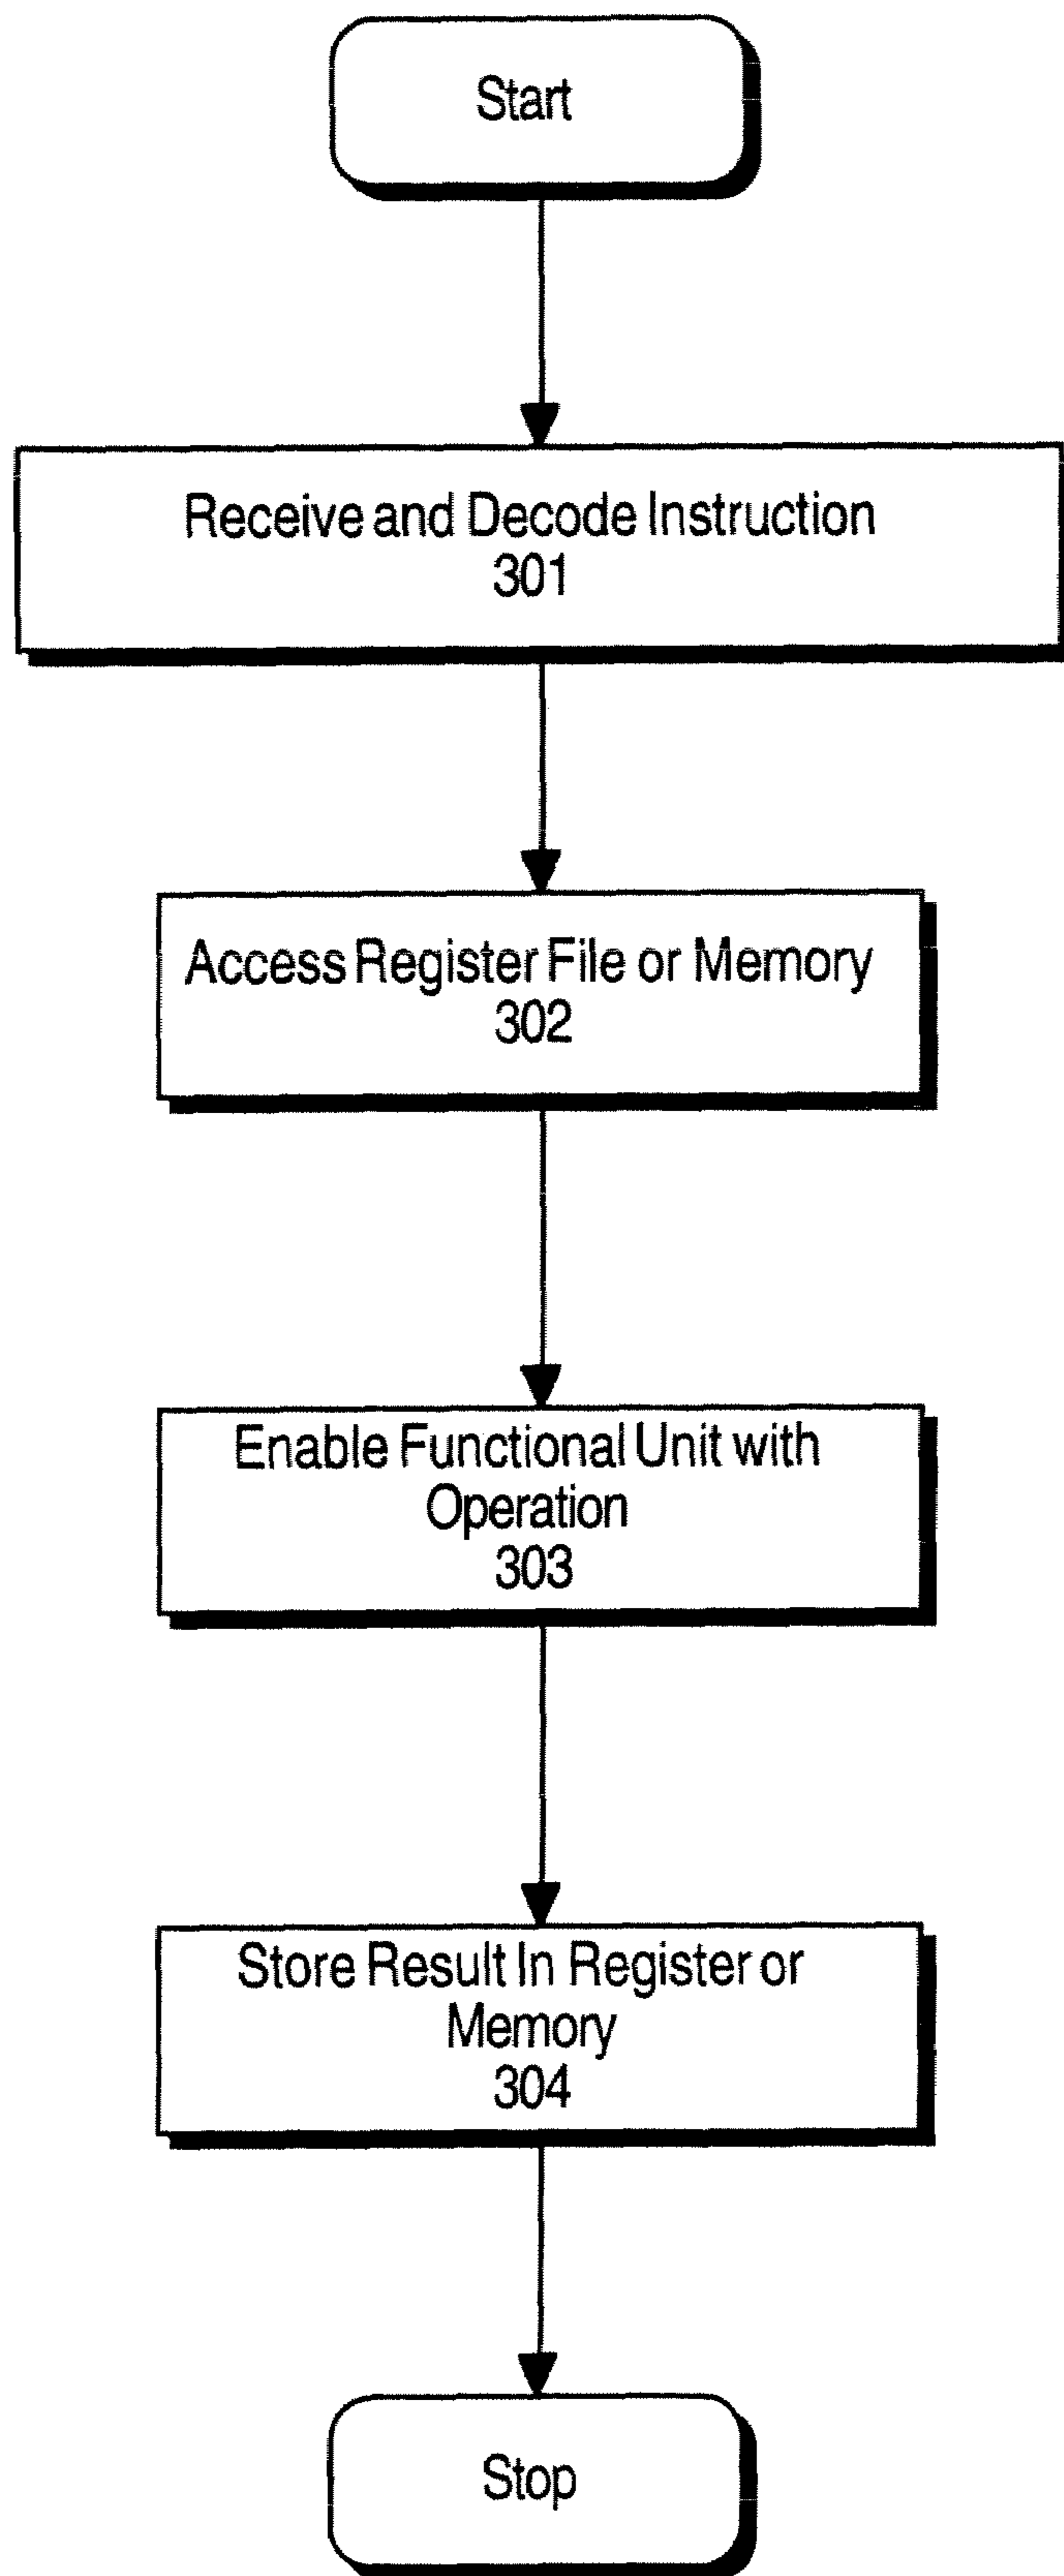 Start
Receive and Decode Instruction
301
Access Register File or Memory
302
Enable Functional Unit with
Operation
303
Store Result In Register or
Memory
304
Stop